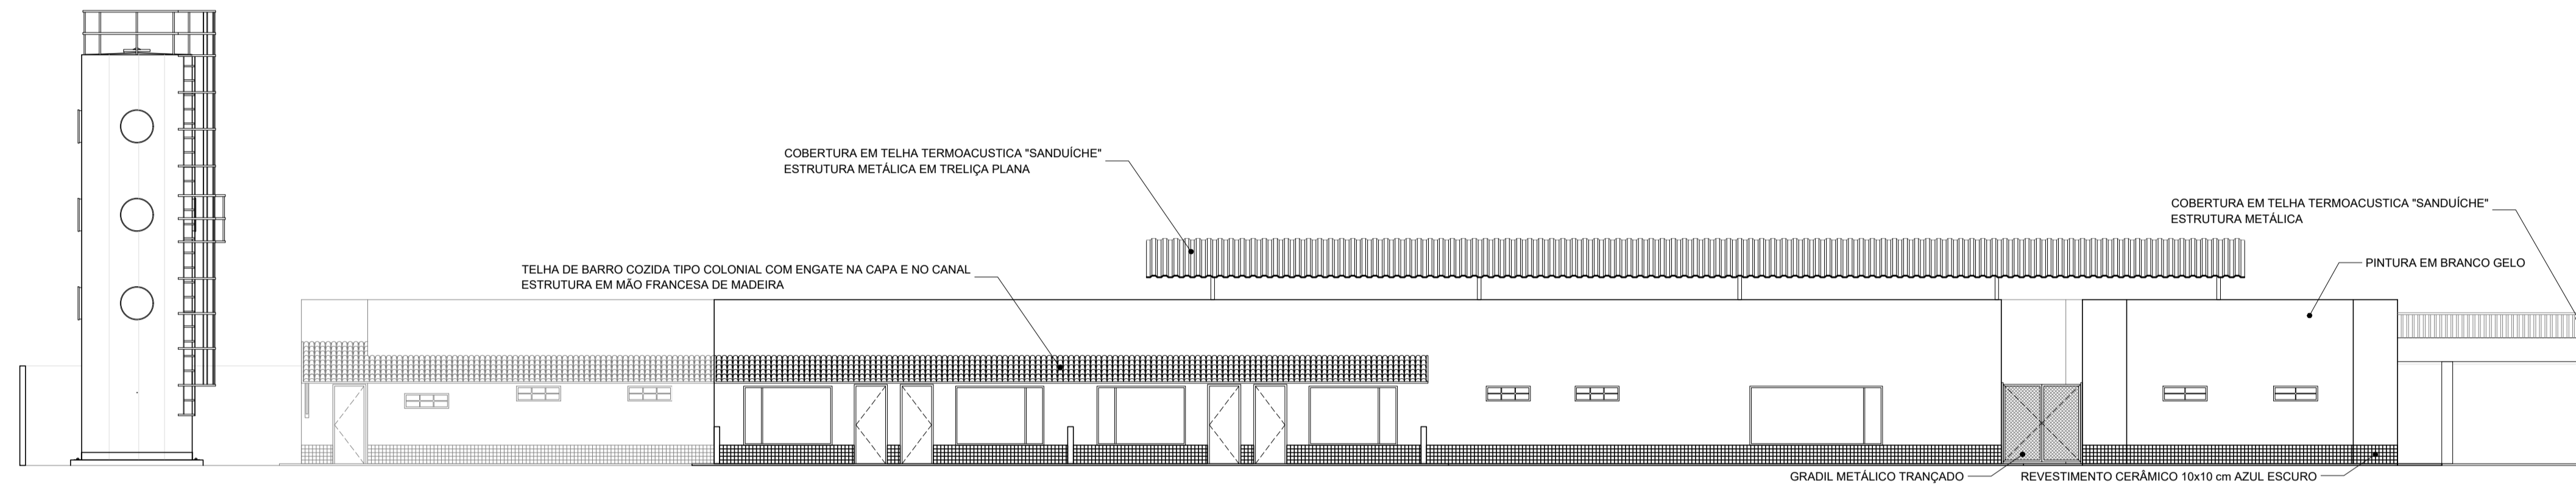 COBERTURA EM TELHA TERMOACUSTICA "SANDUÍCHE"
ESTRUTURA METÁLICA EM TRELIÇA PLANA
COBERTURA EM TELHA TERMOACUSTICA "SANDUÍCHE"
ESTRUTURA METÁLICA
TELHA DE BARRO COZIDA TIPO COLONIAL COM ENGATE NA CAPA E NO CANAL
ESTRUTURA EM MÃO FRANCESA DE MADEIRA
PINTURA EM BRANCO GELO
GRADIL METÁLICO TRANÇADO
REVESTIMENTO CERÂMICO 10x10 cm AZUL ESCURO